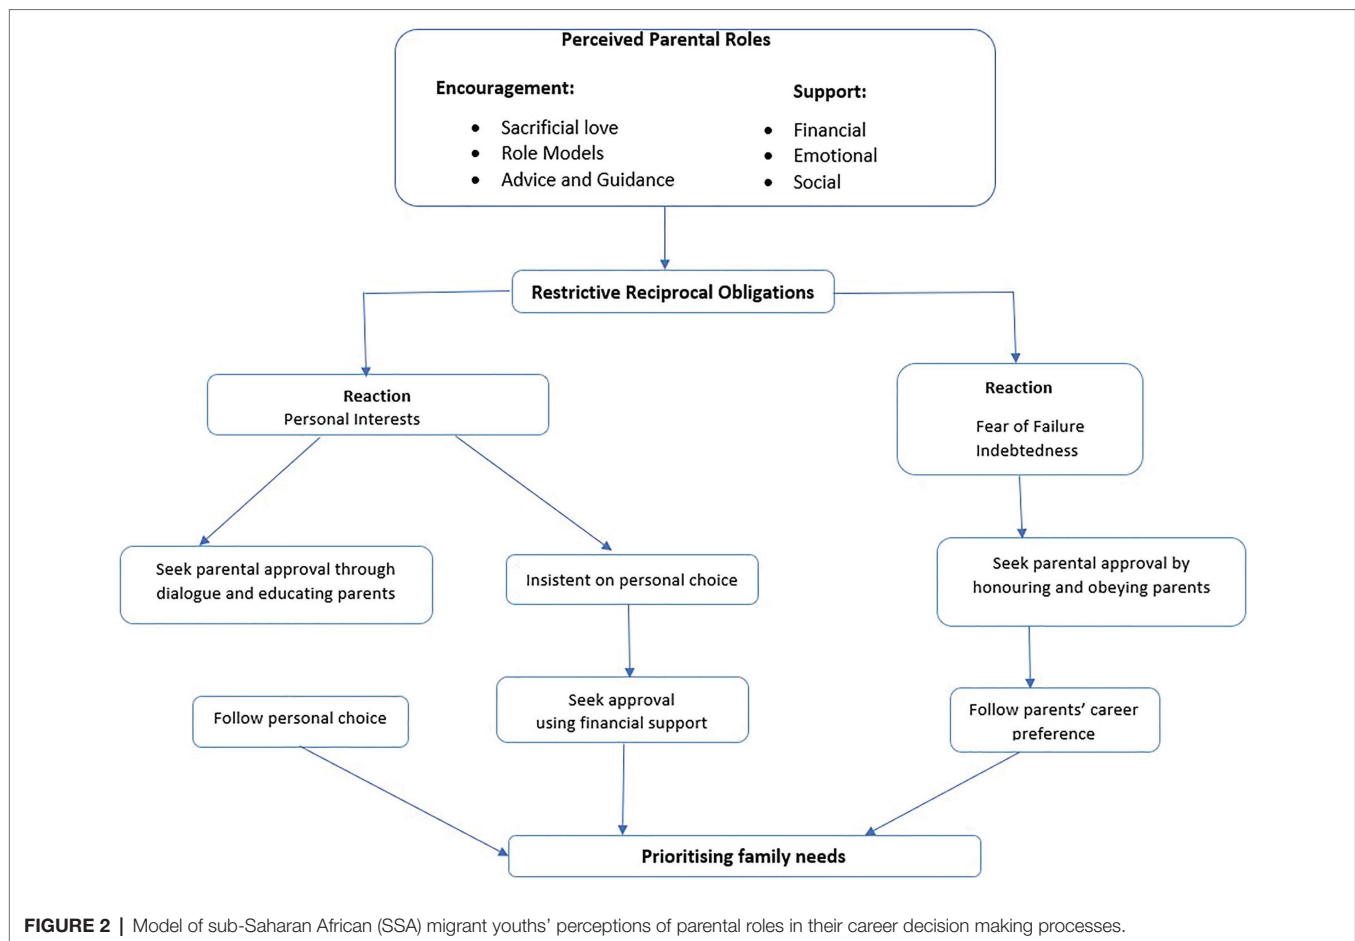 Perceived Parental Roles
Encouragement:
• Sacrificial love
• Role Models
• Advice and Guidance
Support:
• Financial
• Emotional
• Social
Restrictive Reciprocal Obligations
Reaction
Personal Interests
Reaction
Fear of Failure
Indebtedness
Seek parental approval through
dialogue and educating parents
Insistent on personal choice
Seek parental approval by
honouring and obeying parents
Follow personal choice
Seek approval
using financial support
Follow parents’ career
preference
Prioritising family needs
FIGURE 2 | Model of sub-Saharan African (SSA) migrant youths’ perceptions of parental roles in their career decision making processes.